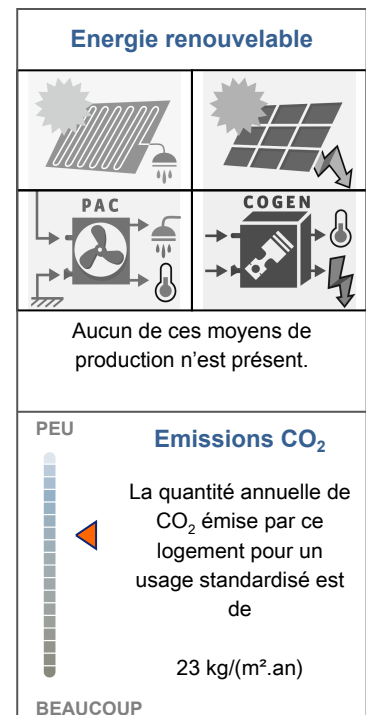 Energie renouvelable
PAC
COGEN
Aucun de ces moyens de
production n'est présent.
PEU
Emissions CO₂
La quantité annuelle de
CO₂ émise par ce
logement pour un
usage standardisé est
de
23 kg/(m².an)
BEAUCOUP